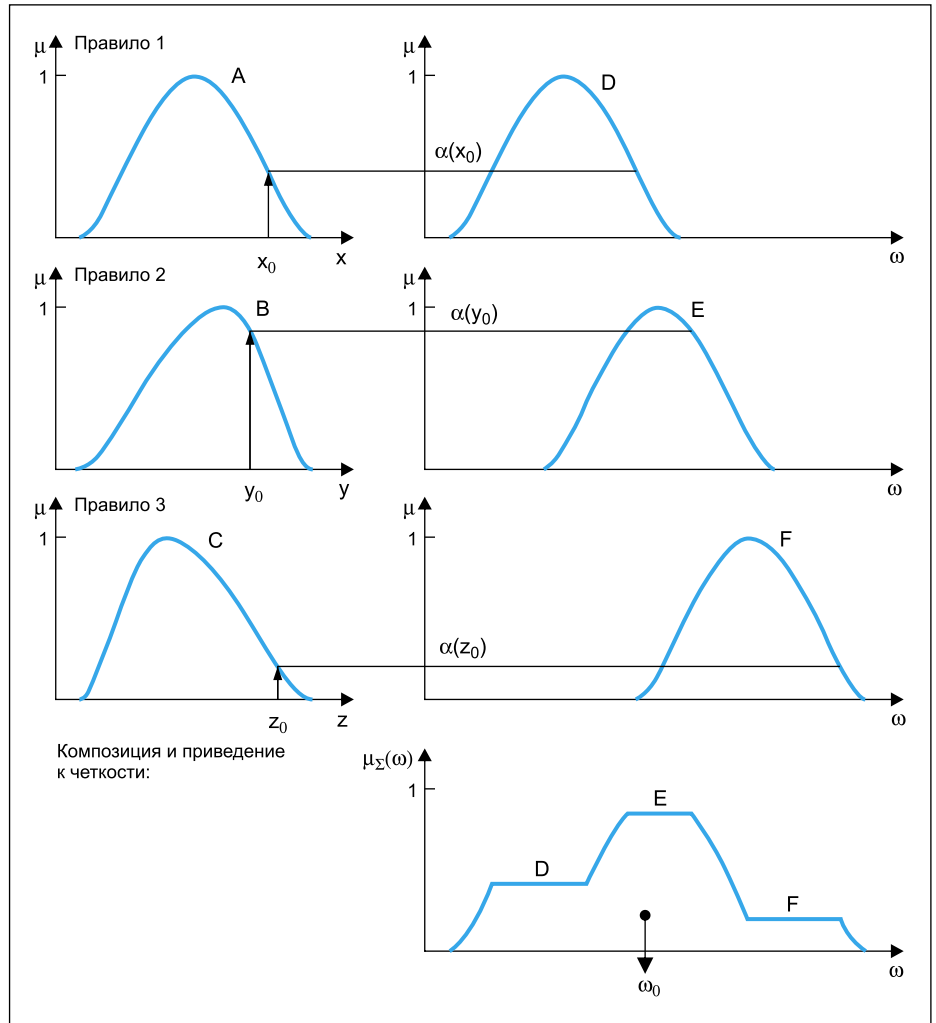 μ Правило 1
μ
1
A
1
D
α(x₀)
x₀
x
ω
μ Правило 2
μ
1
B
1
E
α(y₀)
y₀
y
ω
μ Правило 3
μ
1
C
1
F
α(z₀)
z₀
z
ω
Композиция и приведение
к четкости:
μ_Σ(ω)
1
E
D
F
ω
ω₀